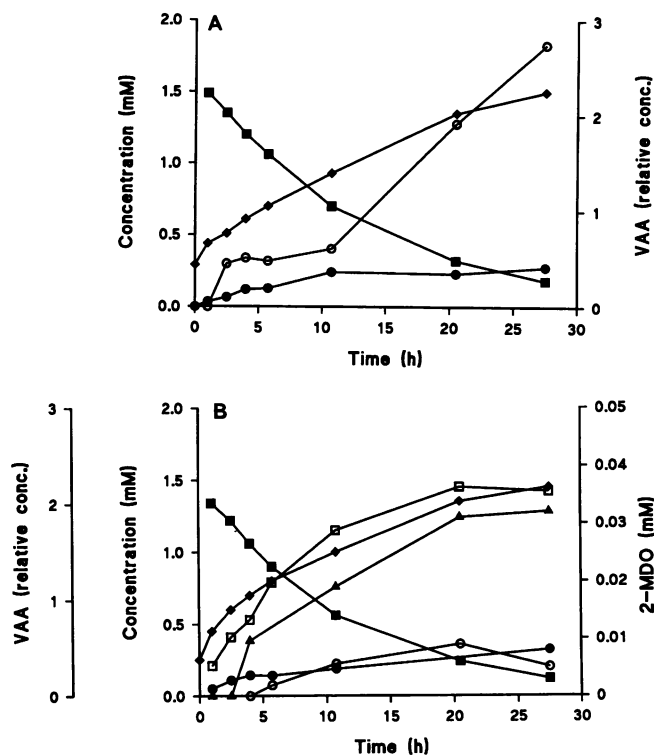 A
2.0
1.5
1.0
0.5
0.0
Concentration (mM)
3
2
1
0
VAA (relative conc.)
0 5 10 15 20 25 30
Time (h)
B
3
2
1
0
VAA (relative conc.)
2.0
1.5
1.0
0.5
0.0
Concentration (mM)
0.05
0.04
0.03
0.02
0.01
0
2-MDO (mM)
0 5 10 15 20 25 30
Time (h)